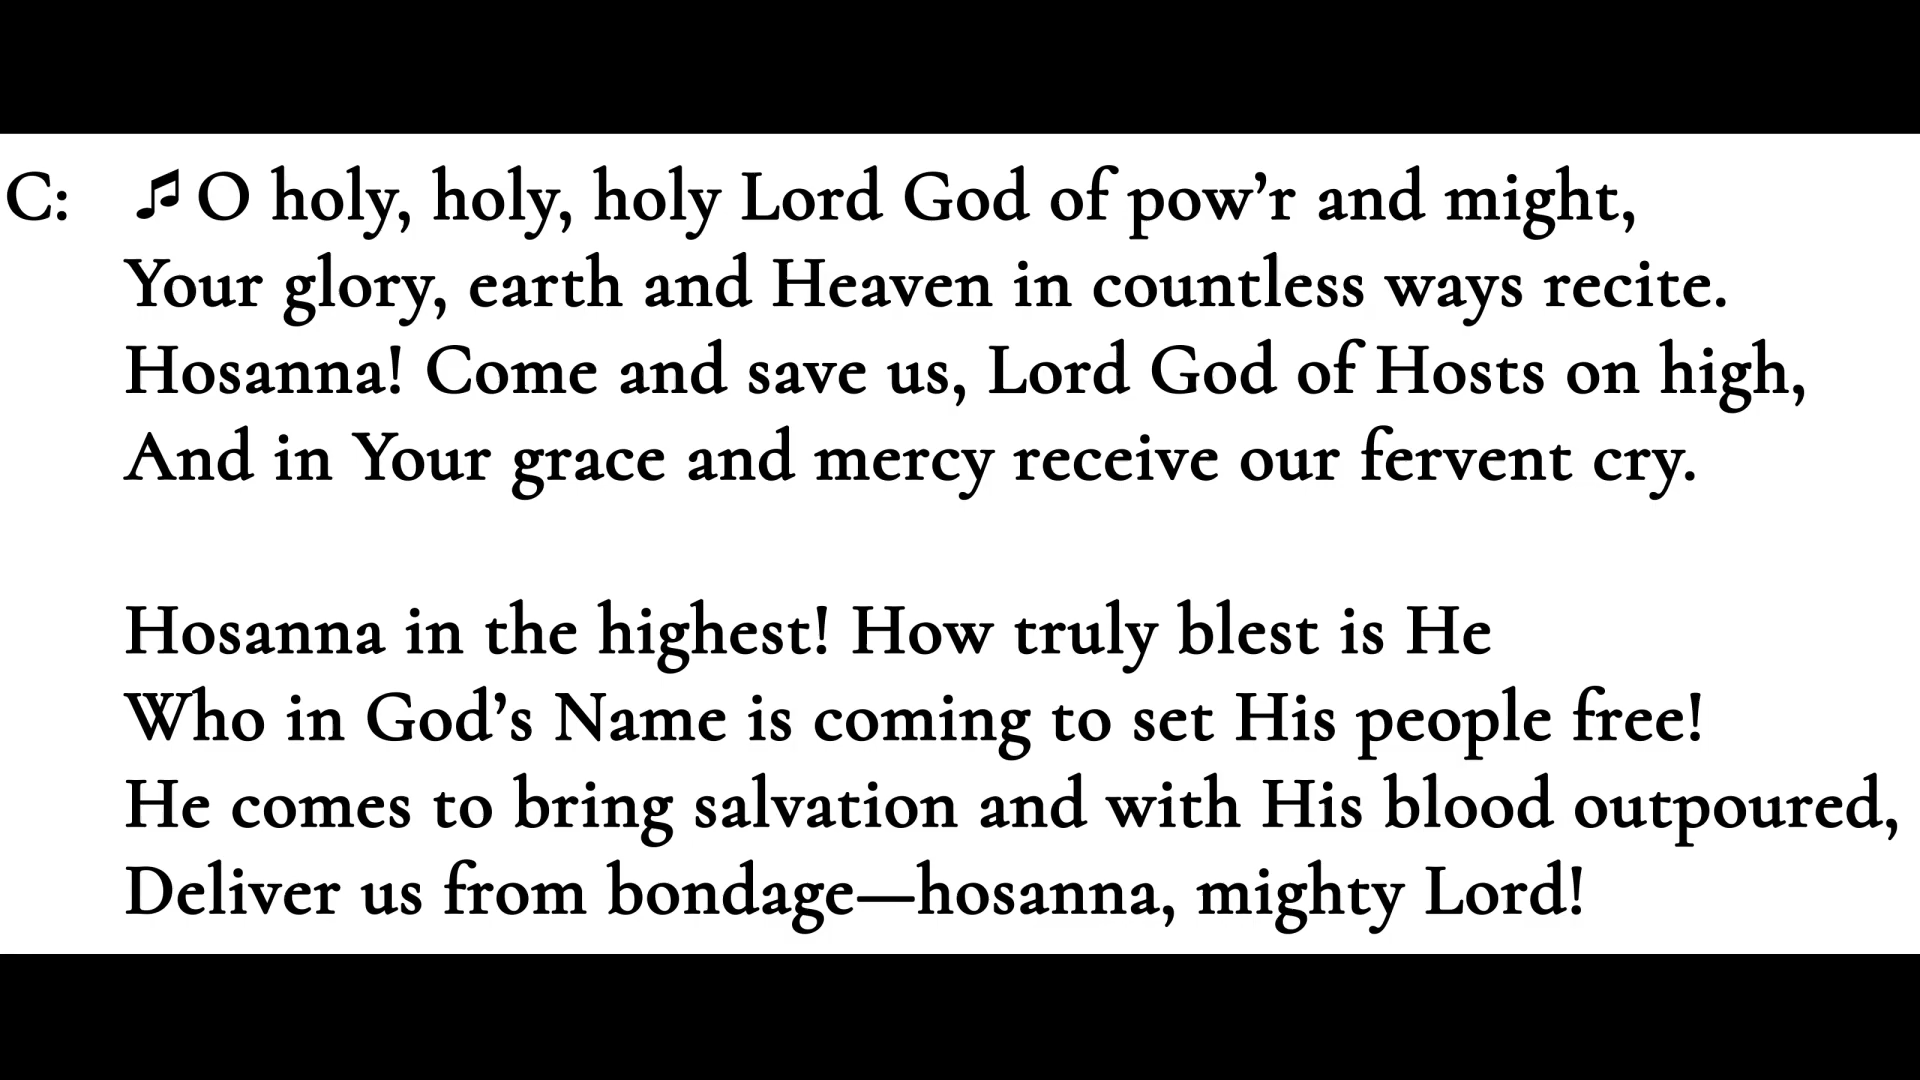 C: ♫ O holy, holy, holy Lord God of pow’r and might,
Your glory, earth and Heaven in countless ways recite.
Hosanna! Come and save us, Lord God of Hosts on high,
And in Your grace and mercy receive our fervent cry.
Hosanna in the highest! How truly blest is He
Who in God’s Name is coming to set His people free!
He comes to bring salvation and with His blood outpoured,
Deliver us from bondage—hosanna, mighty Lord!